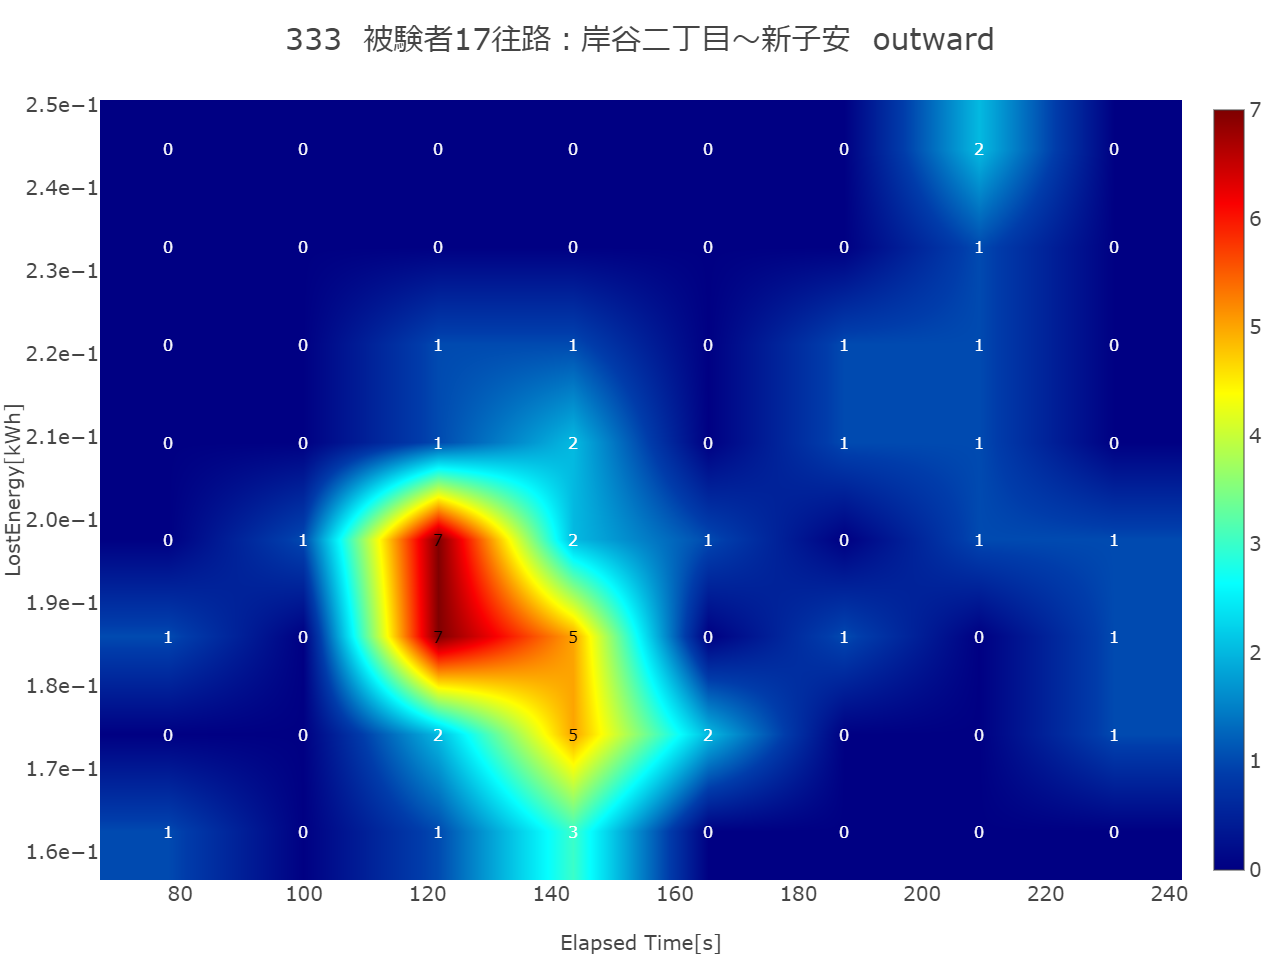 333  被験者17往路：岸谷二丁目～新子安  outward
2.5e−1
7
0 0 0 0 0 0 2 0
2.4e−1
6
0 0 0 0 0 0 1 0
2.3e−1
5
0 0 1 1 0 1 1 0
2.2e−1
0 0 1 2 0 1 1 0
2.1e−1
4
LostEnergy[kWh]
2.0e−1
0 1 7 2 1 0 1 1
3
1.9e−1
1 0 7 5 0 1 0 1
2
1.8e−1
0 0 2 5 2 0 0 1
1
1.7e−1
1 0 1 3 0 0 0 0
1.6e−1
0
80 100 120 140 160 180 200 220 240
Elapsed Time[s]